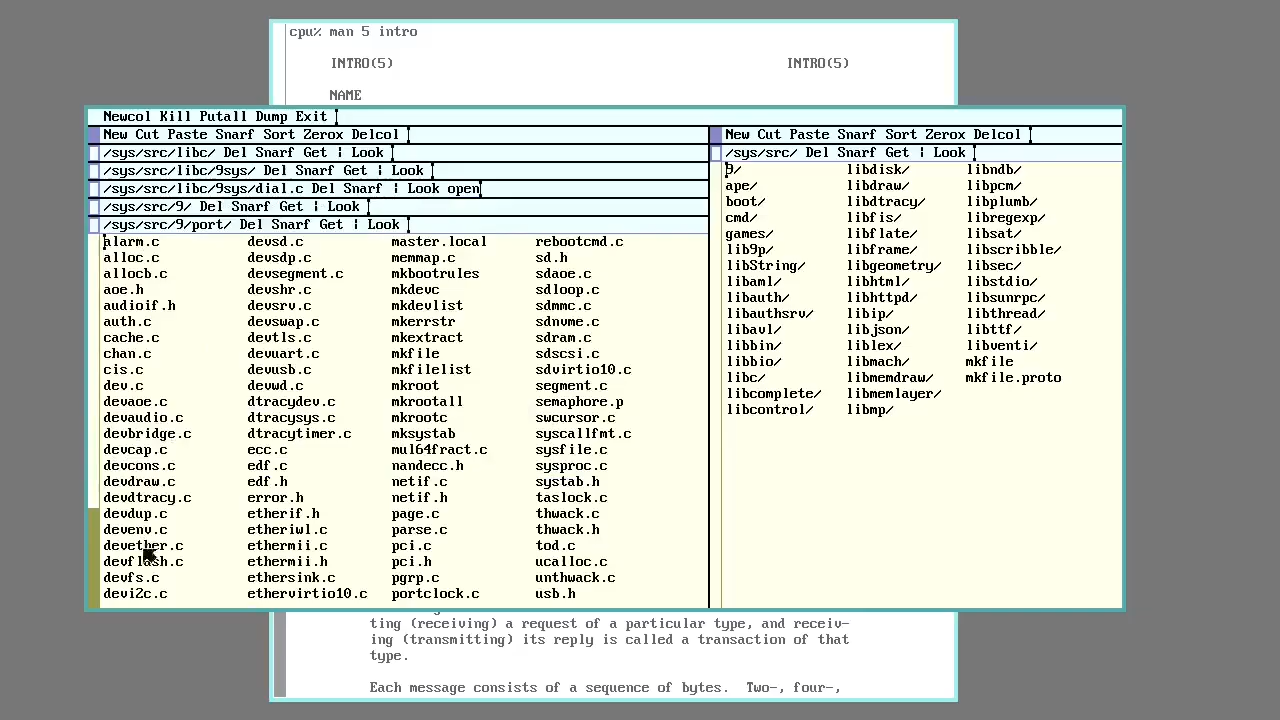 cpu% man 5 intro
INTRO(5) INTRO(5)
NAME
Newcol Kill Putall Dump Exit
New Cut Paste Snarf Sort Zerox Delcol
/sys/src/libc/ Del Snarf Get | Look
/sys/src/libc/9sys/ Del Snarf Get | Look
/sys/src/libc/9sys/dial.c Del Snarf | Look open
/sys/src/9/ Del Snarf Get | Look
/sys/src/9/port/ Del Snarf Get | Look
alarm.c devsd.c master.local rebootcmd.c
alloc.c devsdp.c memmap.c sd.h
allocb.c devsegment.c mkbootrules sdaoe.c
aoe.h devshr.c mkdevc sdloop.c
audioif.h devsrv.c mkdevlist sdmmc.c
auth.c devswap.c mkerrstr sdnvme.c
cache.c devtls.c mkextract sdram.c
chan.c devuart.c mkfile sdscsi.c
cis.c devusb.c mkfilelist sdvirtio10.c
dev.c devwd.c mkroot segment.c
devaoe.c dtracydev.c mkrootall semaphore.p
devaudio.c dtracysys.c mkrootc swcursor.c
devbridge.c dtracytimer.c mksystab syscallfmt.c
devcap.c ecc.c mul64fract.c sysfile.c
devcons.c edf.c nandecc.h sysproc.c
devdraw.c edf.h netif.c systab.h
devdtracy.c error.h netif.h taslock.c
devdup.c etherif.h page.c thwack.c
devenv.c etheriwl.c parse.c thwack.h
devether.c ethermii.c pci.c tod.c
devflash.c ethermii.h pci.h ucalloc.c
devfs.c ethersink.c pgrp.c unthwack.c
devi2c.c ethervirtio10.c portclock.c usb.h
New Cut Paste Snarf Sort Zerox Delcol
/sys/src/ Del Snarf Get | Look
9/ libdisk/ libndb/
ape/ libdraw/ libpcm/
boot/ libdtracy/ libplumb/
cmd/ libfis/ libregexp/
games/ libflate/ libsat/
lib9p/ libframe/ libscribble/
libString/ libgeometry/ libsec/
libaml/ libhtml/ libstdio/
libauth/ libhttpd/ libsunrpc/
libauthsrv/ libip/ libthread/
libavl/ libjson/ libttf/
libbin/ liblex/ libventi/
libbio/ libmach/ mkfile
libc/ libmemdraw/ mkfile.proto
libcomplete/ libmemlayer/
libcontrol/ libmp/
ting (receiving) a request of a particular type, and receiv-
ing (transmitting) its reply is called a transaction of that
type.
Each message consists of a sequence of bytes. Two-, four-,